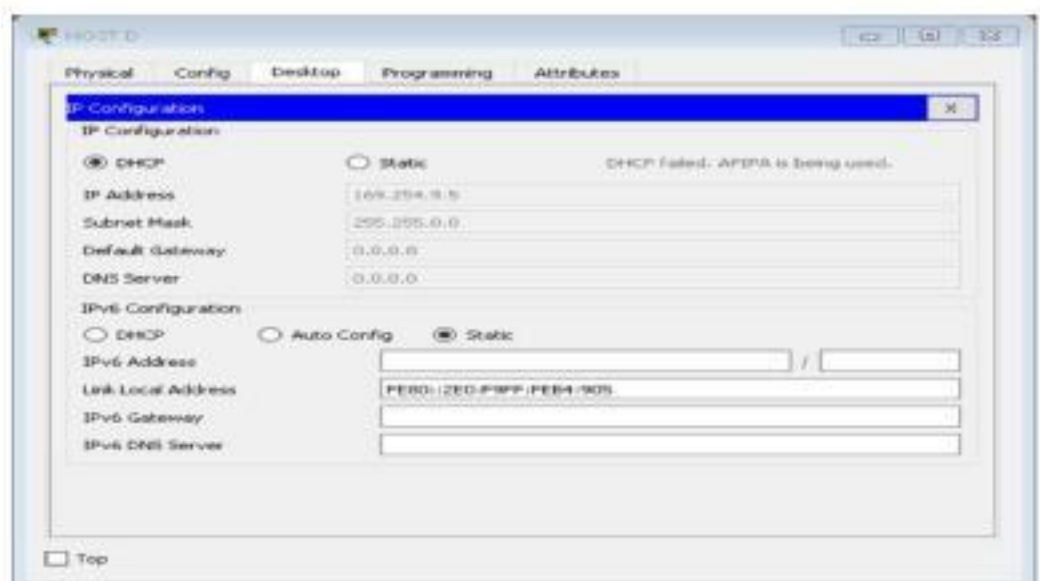 HOST D
Physical Config Desktop Programming Attributes
IP Configuration X
IP Configuration
DHCP Static DHCP failed. APIPA is being used.
IP Address 169.254.9.5
Subnet Mask 255.255.0.0
Default Gateway 0.0.0.0
DNS Server 0.0.0.0
IPv6 Configuration
DHCP Auto Config Static
IPv6 Address /
Link Local Address FE80::2E0:F9FF:FEB4:905
IPv6 Gateway
IPv6 DNS Server
Top